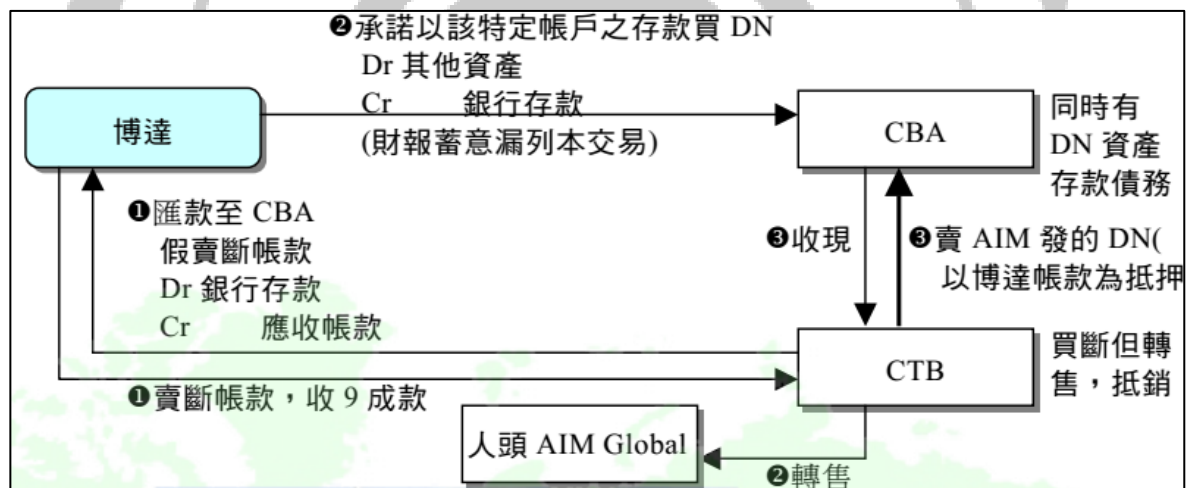 ❷承諾以該特定帳戶之存款買 DN
Dr 其他資產
Cr 銀行存款
(財報蓄意漏列本交易)
博達
CBA
同時有
DN 資產
存款債務
❶匯款至 CBA
假賣斷帳款
Dr 銀行存款
Cr 應收帳款
❸收現
❸賣 AIM 發的 DN(
以博達帳款為抵押
❶賣斷帳款，收 9 成款
CTB
買斷但轉
售，抵銷
人頭 AIM Global
❷轉售